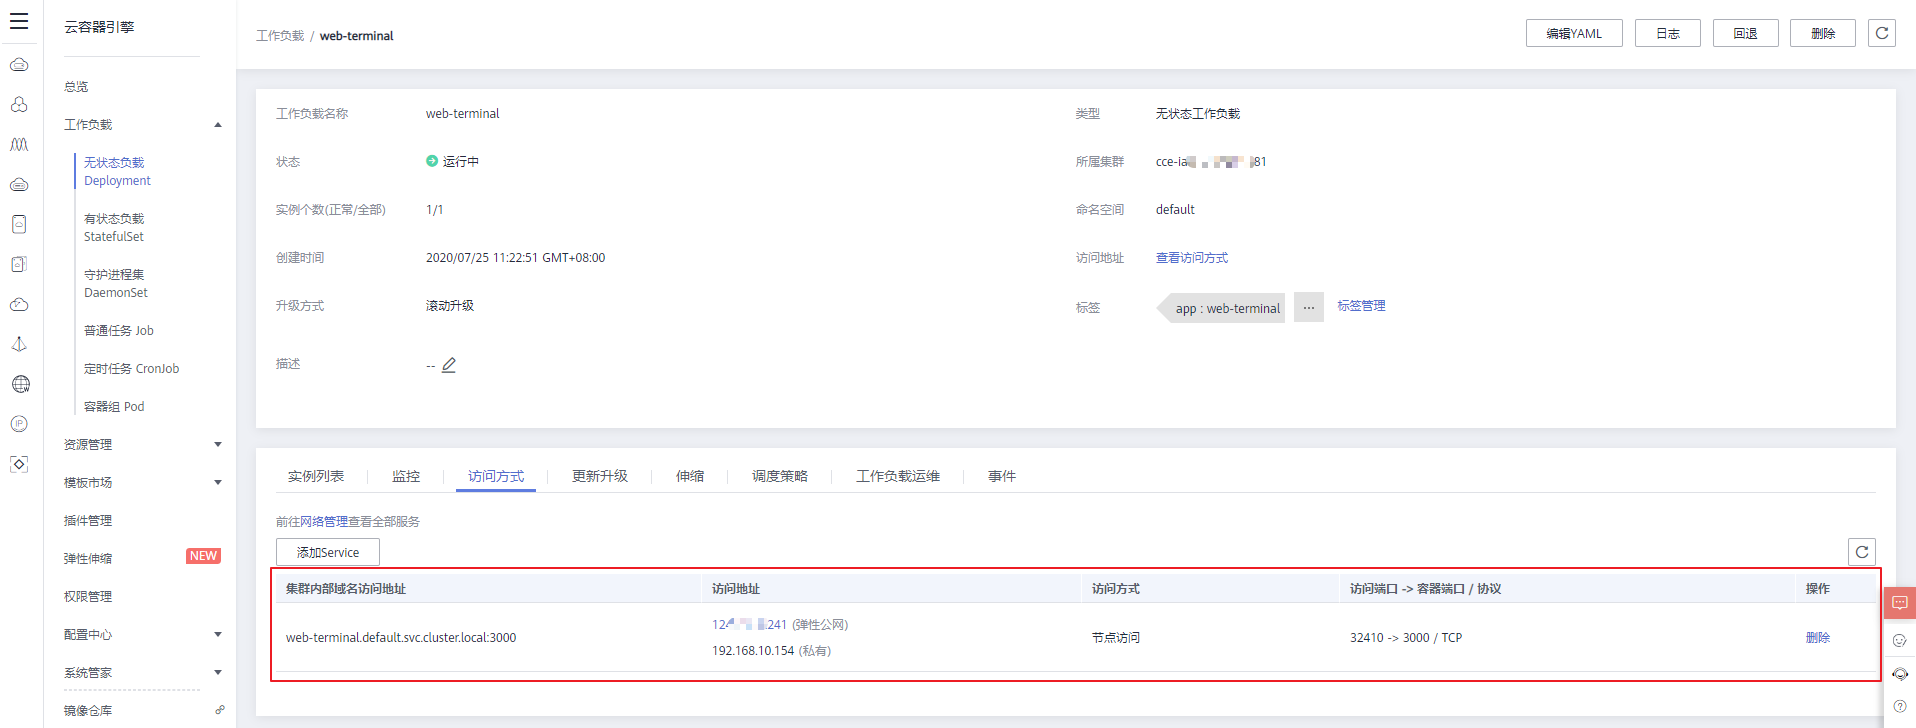 云容器引擎
总览
工作负载
无状态负载
Deployment
有状态负载
StatefulSet
守护进程集
DaemonSet
普通任务 Job
定时任务 CronJob
容器组 Pod
资源管理
模板市场
插件管理
弹性伸缩 NEW
权限管理
配置中心
系统管家
镜像仓库
工作负载 / web-terminal
编辑YAML 日志 回退 删除
工作负载名称 web-terminal 类型 无状态工作负载
状态 运行中 所属集群 cce-ia 81
实例个数(正常/全部) 1/1 命名空间 default
创建时间 2020/07/25 11:22:51 GMT+08:00 访问地址 查看访问方式
升级方式 滚动升级 标签 app : web-terminal ... 标签管理
描述 --
实例列表 监控 访问方式 更新升级 伸缩 调度策略 工作负载运维 事件
前往网络管理查看全部服务
添加Service
集群内部域名访问地址 访问地址 访问方式 访问端口 -> 容器端口 / 协议 操作
web-terminal.default.svc.cluster.local:3000 12 241 (弹性公网) 节点访问 32410 -> 3000 / TCP 删除
192.168.10.154 (私有)